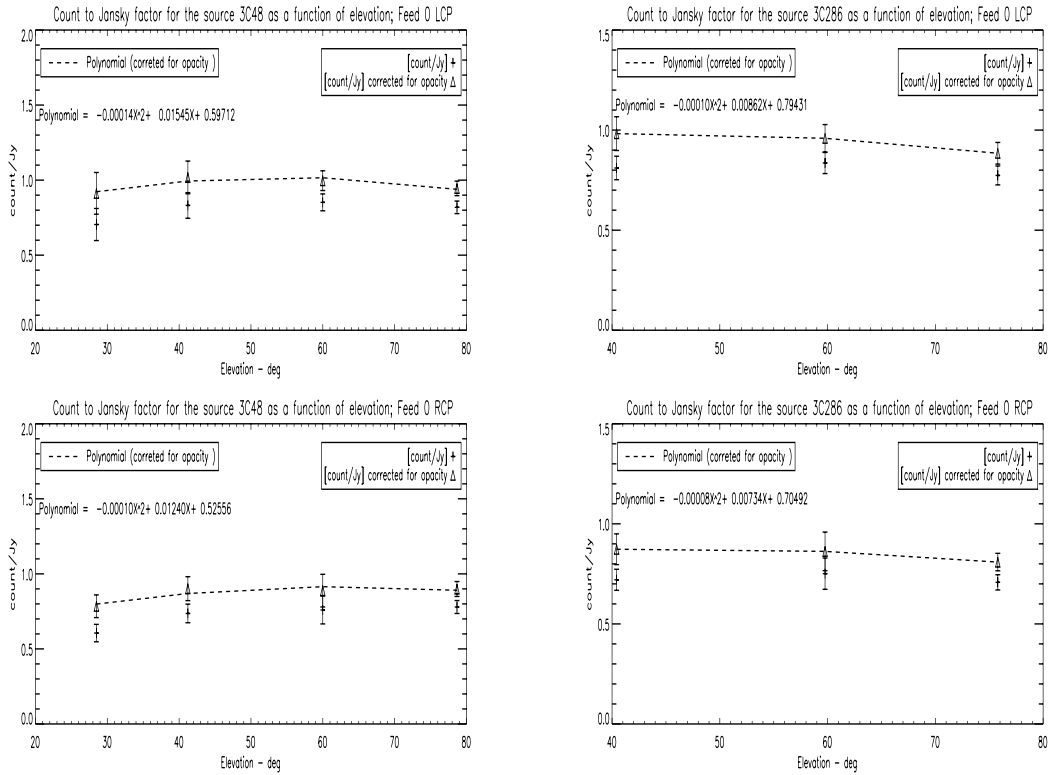 Count to Jansky factor for the source 3C48 as a function of elevation; Feed 0 LCP
2.0
1.5
1.0
0.5
0.0
count/Jy
Polynomial (correted for opacity )
[count/Jy] +
[count/Jy] corrected for opacity Δ
Polynomial = -0.00014X^2+ 0.01545X+ 0.59712
20 30 40 50 60 70 80
Elevation - deg
Count to Jansky factor for the source 3C286 as a function of elevation; Feed 0 LCP
1.5
1.0
0.5
0.0
count/Jy
Polynomial (correted for opacity )
[count/Jy] +
[count/Jy] corrected for opacity Δ
Polynomial = -0.00010X^2+ 0.00862X+ 0.79431
40 50 60 70 80
Elevation - deg
Count to Jansky factor for the source 3C48 as a function of elevation; Feed 0 RCP
2.0
1.5
1.0
0.5
0.0
count/Jy
Polynomial (correted for opacity )
[count/Jy] +
[count/Jy] corrected for opacity Δ
Polynomial = -0.00010X^2+ 0.01240X+ 0.52556
20 30 40 50 60 70 80
Elevation - deg
Count to Jansky factor for the source 3C286 as a function of elevation; Feed 0 RCP
1.5
1.0
0.5
0.0
count/Jy
Polynomial (correted for opacity )
[count/Jy] +
[count/Jy] corrected for opacity Δ
Polynomial = -0.00008X^2+ 0.00734X+ 0.70492
40 50 60 70 80
Elevation - deg